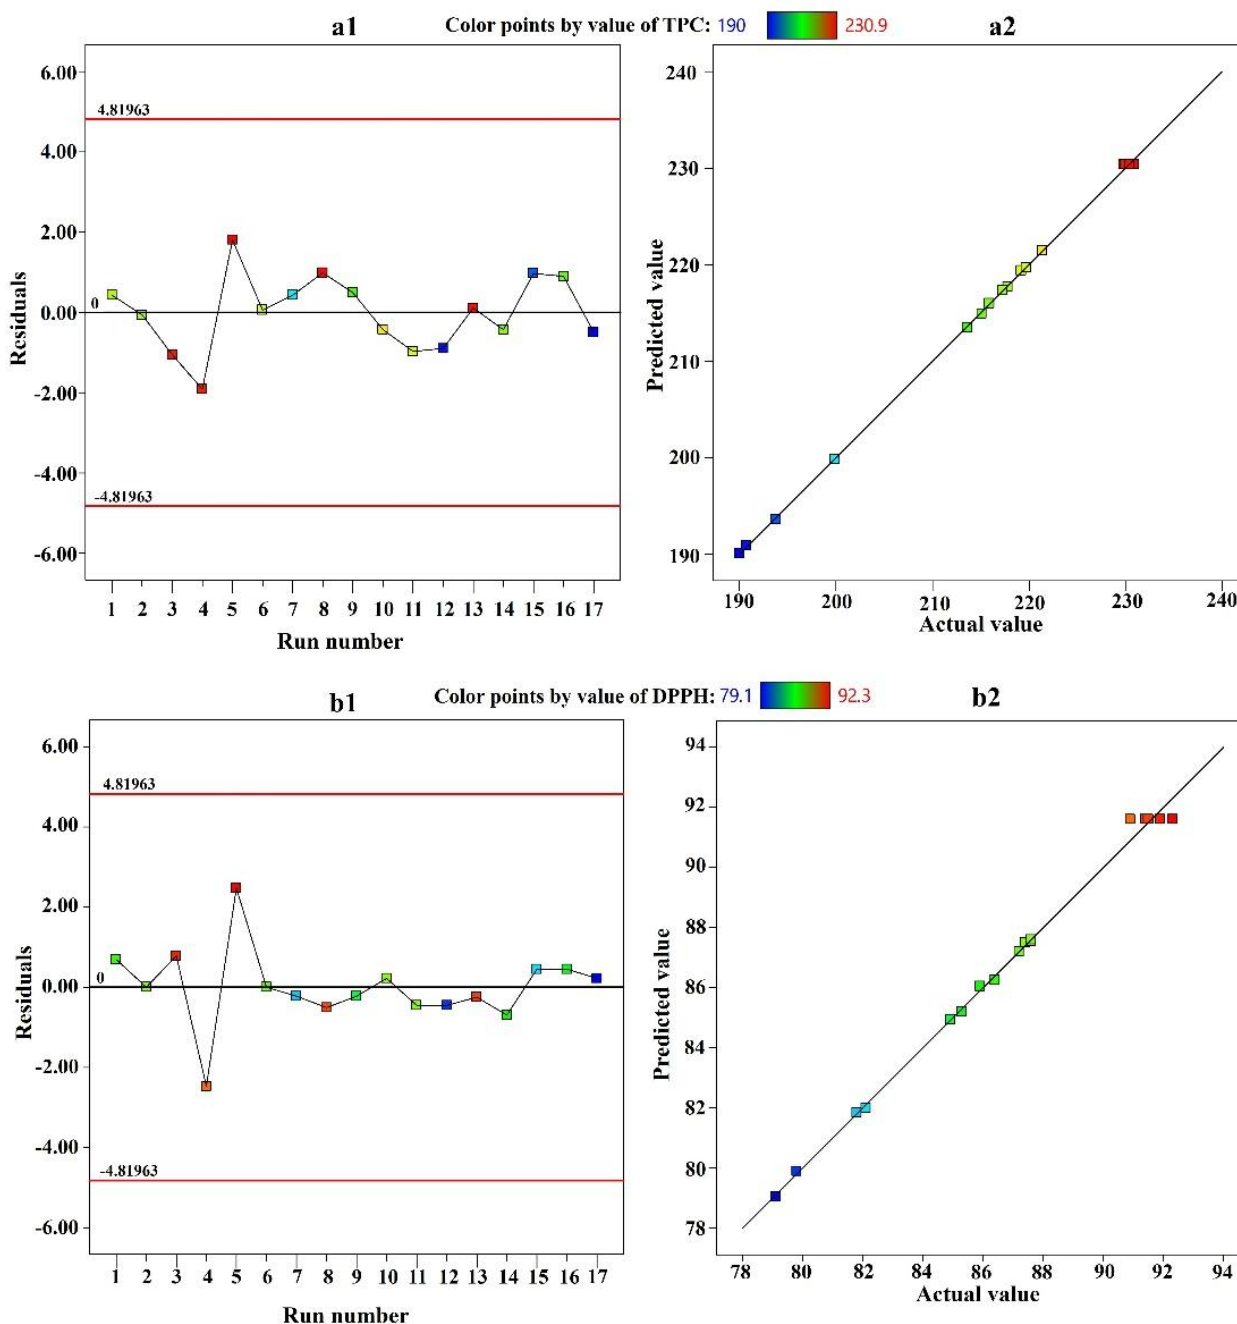 a1 Color points by value of TPC: 190 230.9 a2
6.00
4.81963
4.00
2.00
0
0.00
-2.00
-4.00
-4.81963
-6.00
Residuals
1 2 3 4 5 6 7 8 9 10 11 12 13 14 15 16 17
Run number
240
230
220
210
200
190
Predicted value
190 200 210 220 230 240
Actual value
b1 Color points by value of DPPH: 79.1 92.3 b2
6.00
4.81963
4.00
2.00
0
0.00
-2.00
-4.00
-4.81963
-6.00
Residuals
1 2 3 4 5 6 7 8 9 10 11 12 13 14 15 16 17
Run number
94
92
90
88
86
84
82
80
78
Predicted value
78 80 82 84 86 88 90 92 94
Actual value